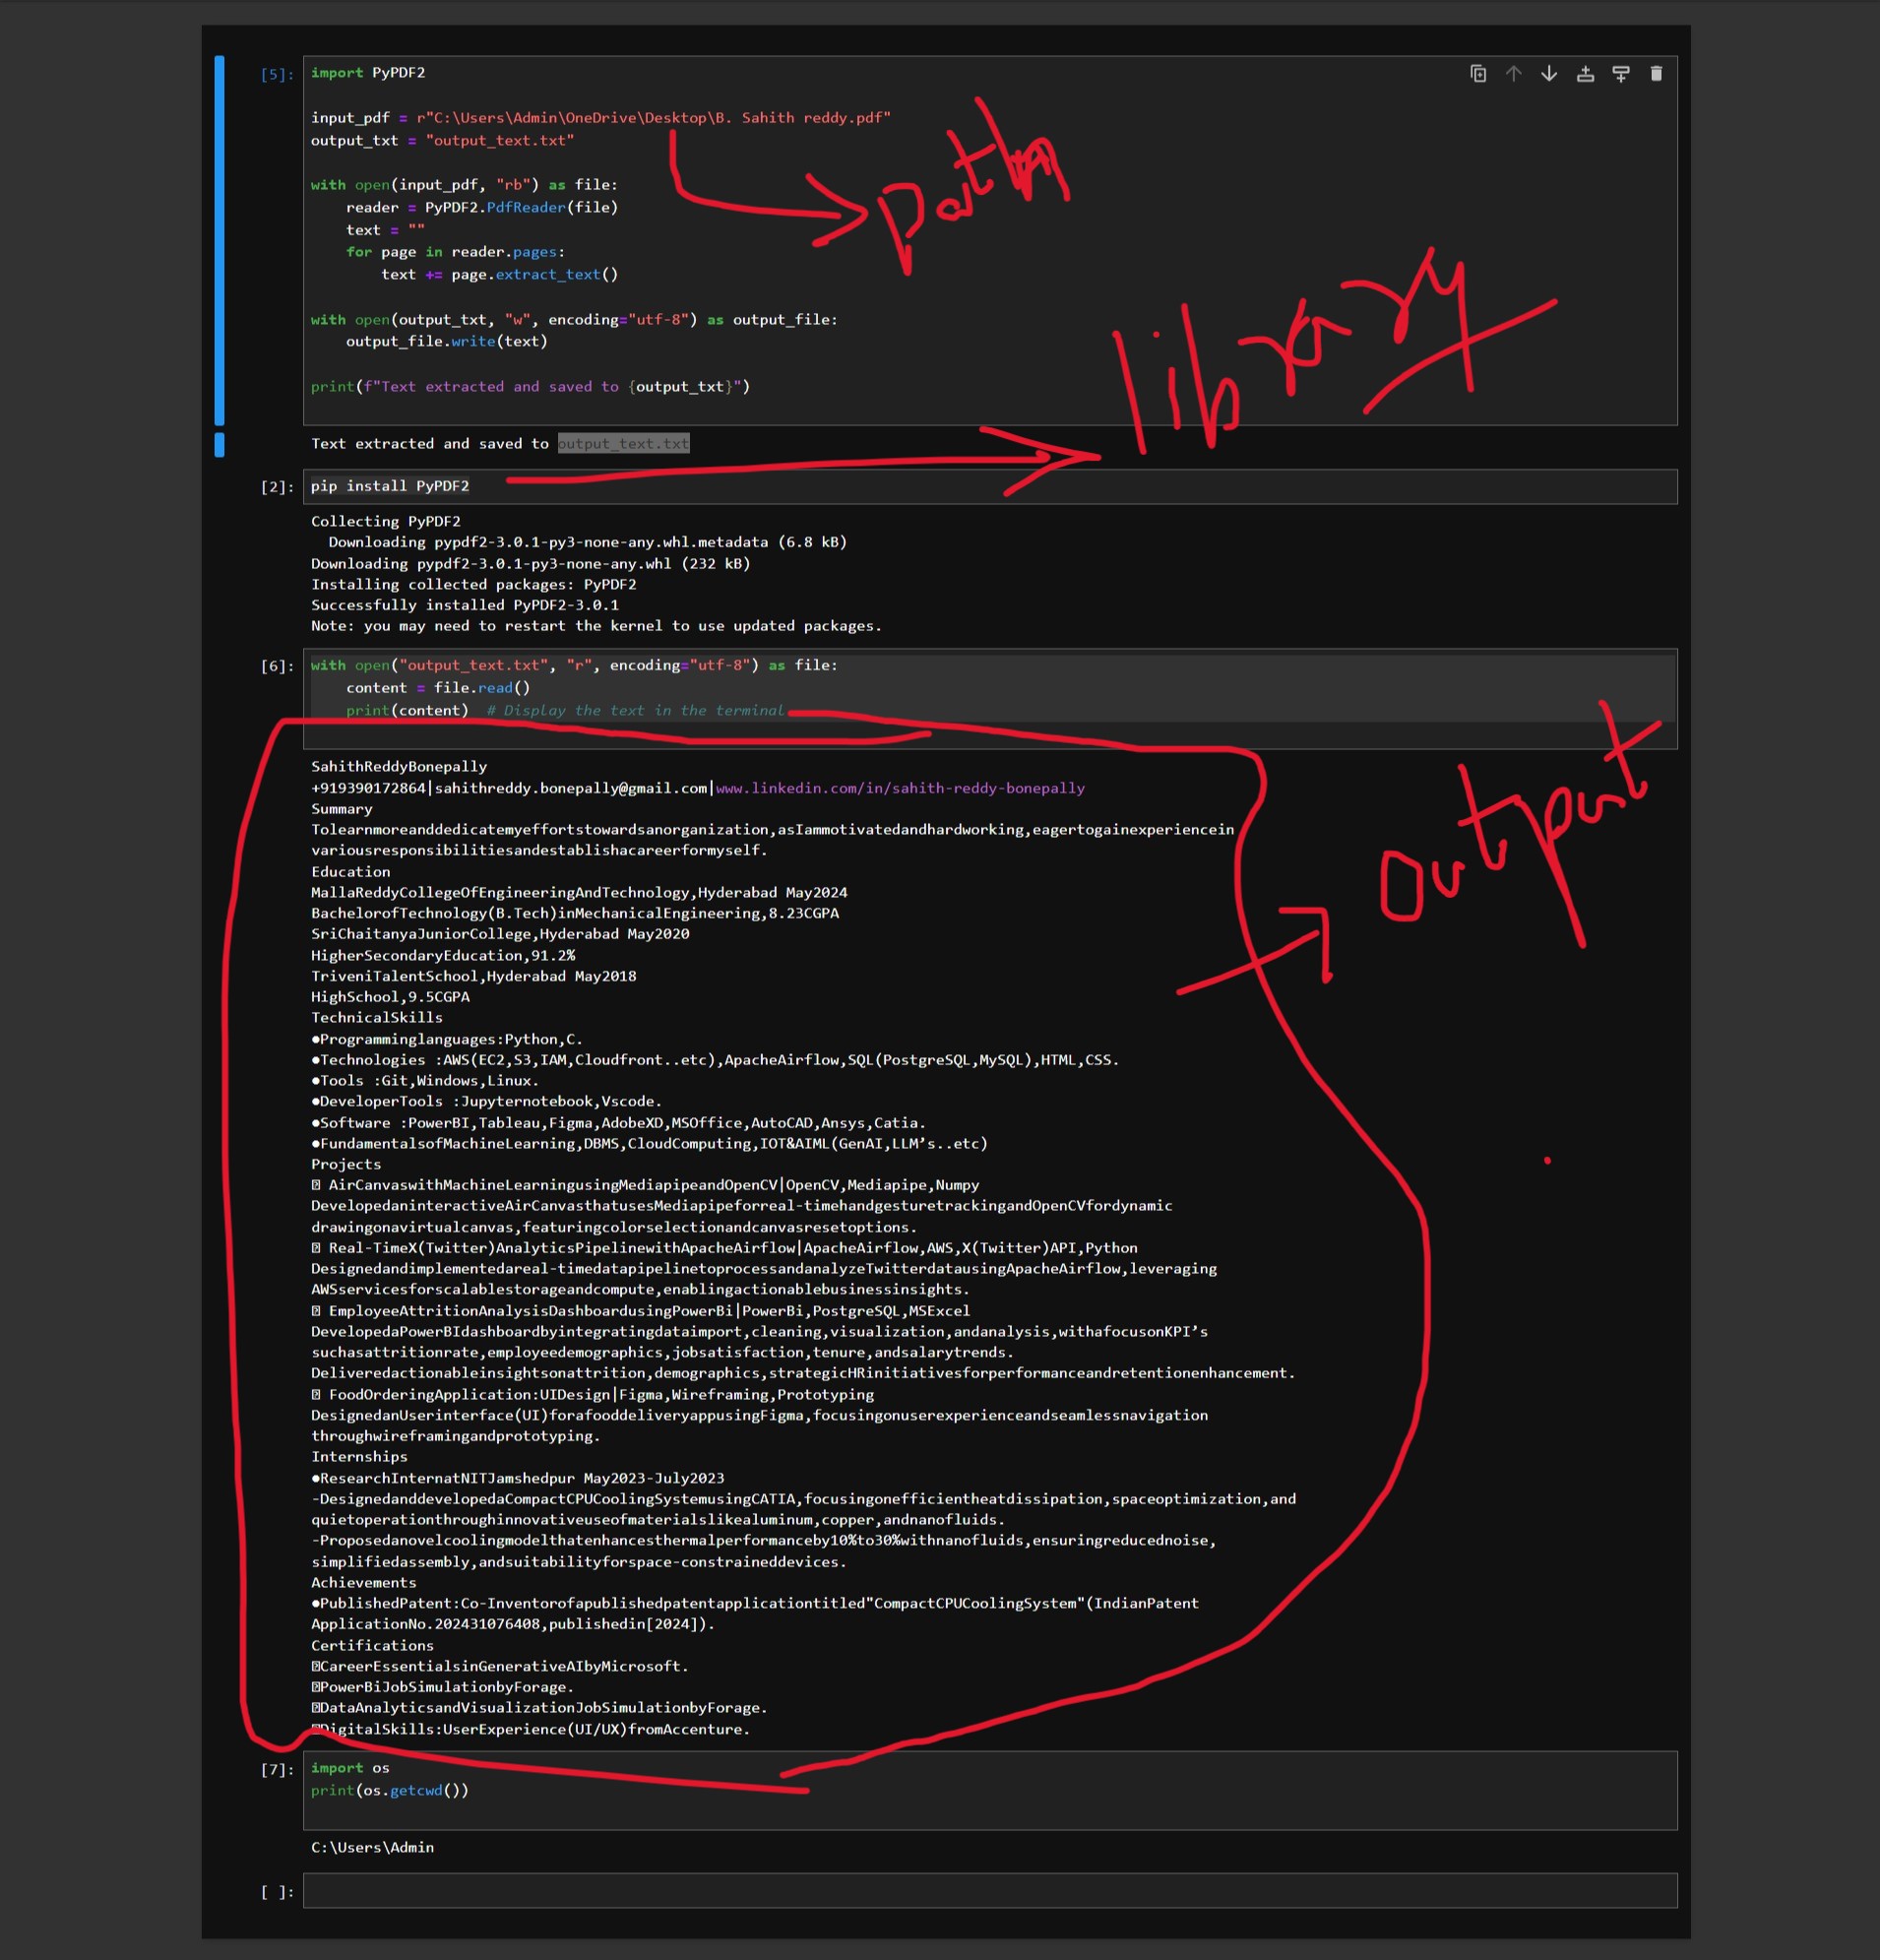 [5]: import PyPDF2
input_pdf = r"C:\Users\Admin\OneDrive\Desktop\B. Sahith reddy.pdf"
output_txt = "output_text.txt"
with open(input_pdf, "rb") as file:
    reader = PyPDF2.PdfReader(file)
    text = ""
    for page in reader.pages:
        text += page.extract_text()
with open(output_txt, "w", encoding="utf-8") as output_file:
    output_file.write(text)
print(f"Text extracted and saved to {output_txt}")
path
library
Text extracted and saved to output_text.txt
[2]: pip install PyPDF2
Collecting PyPDF2
  Downloading pypdf2-3.0.1-py3-none-any.whl.metadata (6.8 kB)
Downloading pypdf2-3.0.1-py3-none-any.whl (232 kB)
Installing collected packages: PyPDF2
Successfully installed PyPDF2-3.0.1
Note: you may need to restart the kernel to use updated packages.
[6]: with open("output_text.txt", "r", encoding="utf-8") as file:
    content = file.read()
    print(content)  # Display the text in the terminal
output
SahithReddyBonepally
+919390172864|sahithreddy.bonepally@gmail.com|www.linkedin.com/in/sahith-reddy-bonepally
Summary
Tolearnmoreanddedicatemyeffortstowardsanorganization,asIammotivatedandhardworking,eagertogainexperiencein
variousresponsibilitiesandestablishacareerformyself.
Education
MallaReddyCollegeOfEngineeringAndTechnology,Hyderabad May2024
BachelorofTechnology(B.Tech)inMechanicalEngineering,8.23CGPA
SriChaitanyaJuniorCollege,Hyderabad May2020
HigherSecondaryEducation,91.2%
TriveniTalentSchool,Hyderabad May2018
HighSchool,9.5CGPA
TechnicalSkills
●Programminglanguages:Python,C.
●Technologies :AWS(EC2,S3,IAM,Cloudfront..etc),ApacheAirflow,SQL(PostgreSQL,MySQL),HTML,CSS.
●Tools :Git,Windows,Linux.
●DeveloperTools :Jupyternotebook,Vscode.
●Software :PowerBI,Tableau,Figma,AdobeXD,MSOffice,AutoCAD,Ansys,Catia.
●FundamentalsofMachineLearning,DBMS,CloudComputing,IOT&AIML(GenAI,LLM’s..etc)
Projects
AirCanvaswithMachineLearningusingMediapipeandOpenCV|OpenCV,Mediapipe,Numpy
DevelopedaninteractiveAirCanvasthatusesMediapipeforreal-timehandgesturetrackingandOpenCVfordynamic
drawingonavirtualcanvas,featuringcolorselectionandcanvasresetoptions.
Real-TimeX(Twitter)AnalyticsPipelinewithApacheAirflow|ApacheAirflow,AWS,X(Twitter)API,Python
Designedandimplementedareal-timedatapipelinetoprocessandanalyzeTwitterdatausingApacheAirflow,leveraging
AWSservicesforscalablestorageandcompute,enablingactionablebusinessinsights.
EmployeeAttritionAnalysisDashboardusingPowerBi|PowerBi,PostgreSQL,MSExcel
DevelopedaPowerBIdashboardbyintegratingdataimport,cleaning,visualization,andanalysis,withafocusonKPI’s
suchasattritionrate,employeedemographics,jobsatisfaction,tenure,andsalarytrends.
Deliveredactionableinsightsonattrition,demographics,strategicHRinitiativesforperformanceandretentionenhancement.
FoodOrderingApplication:UIDesign|Figma,Wireframing,Prototyping
DesignedanUserinterface(UI)forafooddeliveryappusingFigma,focusingonuserexperienceandseamlessnavigation
throughwireframingandprototyping.
Internships
●ResearchInternatNITJamshedpur May2023-July2023
-DesignedanddevelopedaCompactCPUCoolingSystemusingCATIA,focusingonefficientheatdissipation,spaceoptimization,and
quietoperationthroughinnovativeuseofmaterialslikealuminum,copper,andnanofluids.
-Proposedanovelcoolingmodelthatenhancesthermalperformanceby10%to30%withnanofluids,ensuringreducednoise,
simplifiedassembly,andsuitabilityforspace-constraineddevices.
Achievements
●PublishedPatent:Co-Inventorofapublishedpatentapplicationtitled"CompactCPUCoolingSystem"(IndianPatent
ApplicationNo.202431076408,publishedin[2024]).
Certifications
CareerEssentialsinGenerativeAIbyMicrosoft.
PowerBiJobSimulationbyForage.
DataAnalyticsandVisualizationJobSimulationbyForage.
DigitalSkills:UserExperience(UI/UX)fromAccenture.
[7]: import os
print(os.getcwd())
C:\Users\Admin
[ ]: